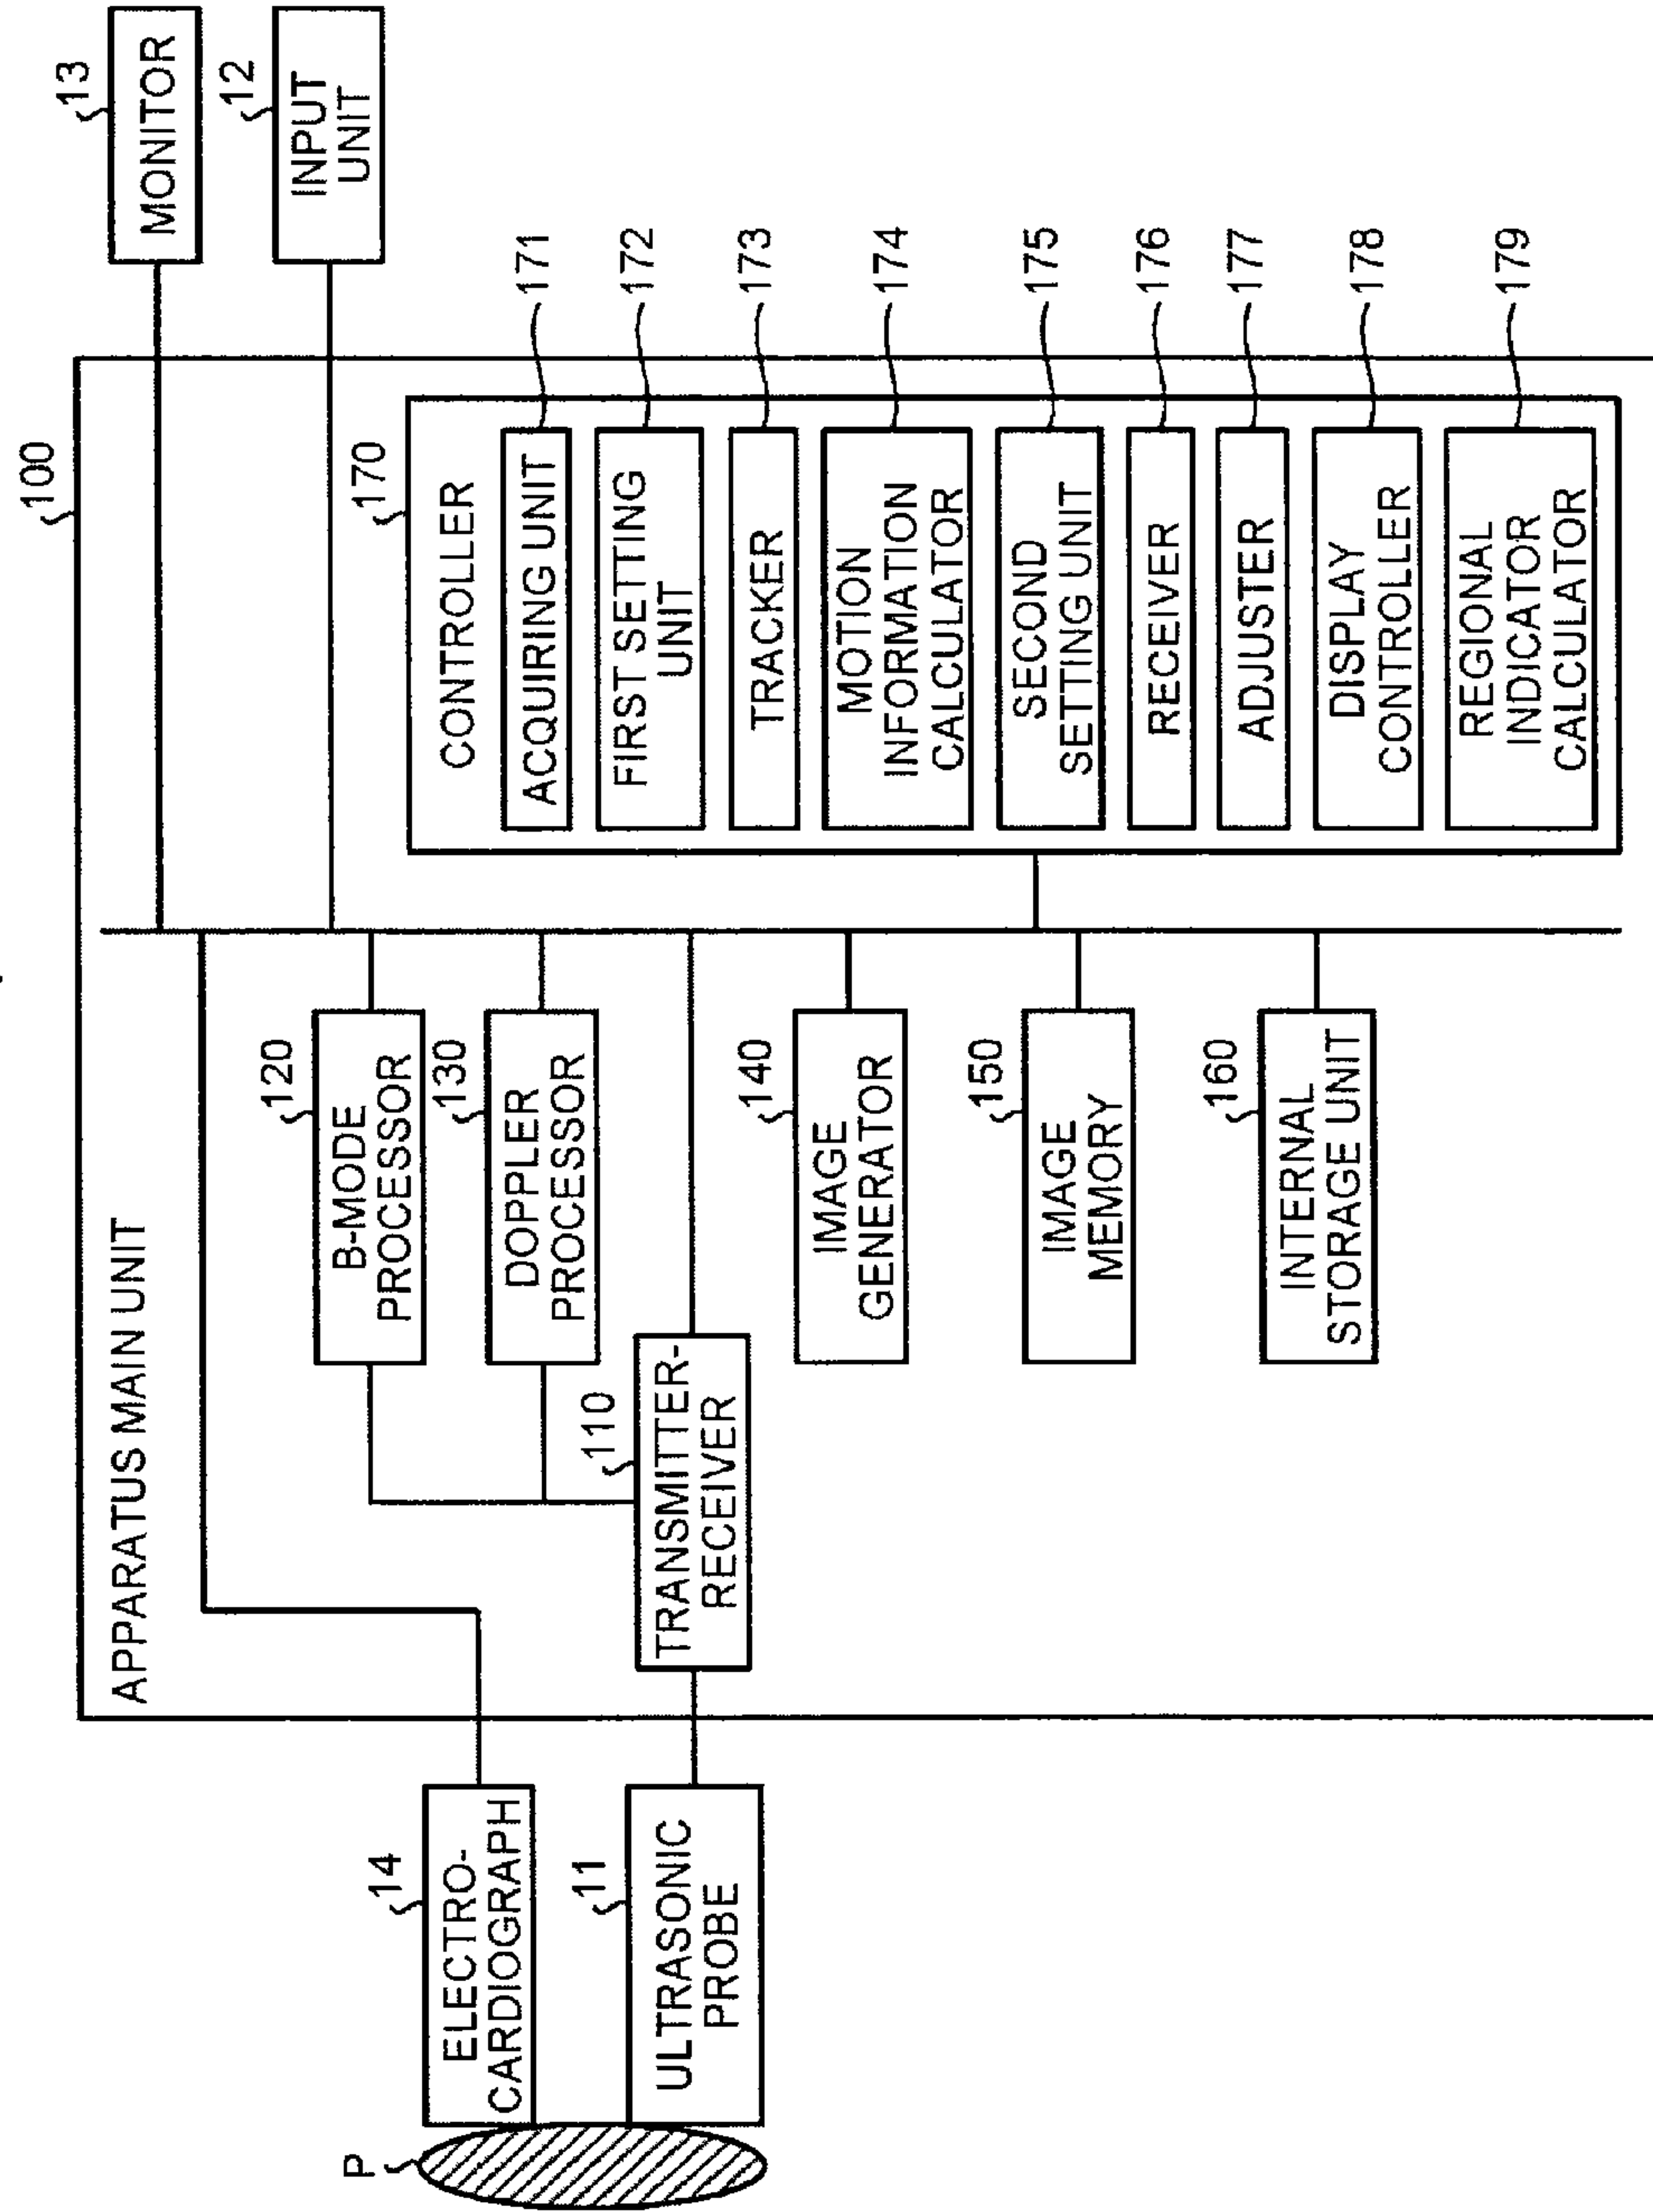 100
13
MONITOR
12
INPUT
UNIT
APPARATUS MAIN UNIT
P
14
ELECTRO-
CARDIOGRAPH
11
ULTRASONIC
PROBE
110
TRANSMITTER-
RECEIVER
120
B-MODE
PROCESSOR
130
DOPPLER
PROCESSOR
140
IMAGE
GENERATOR
150
IMAGE
MEMORY
160
INTERNAL
STORAGE UNIT
170
CONTROLLER
ACQUIRING UNIT
171
FIRST SETTING
UNIT
172
TRACKER
173
MOTION
INFORMATION
CALCULATOR
174
SECOND
SETTING UNIT
175
RECEIVER
176
ADJUSTER
177
DISPLAY
CONTROLLER
178
REGIONAL
INDICATOR
CALCULATOR
179